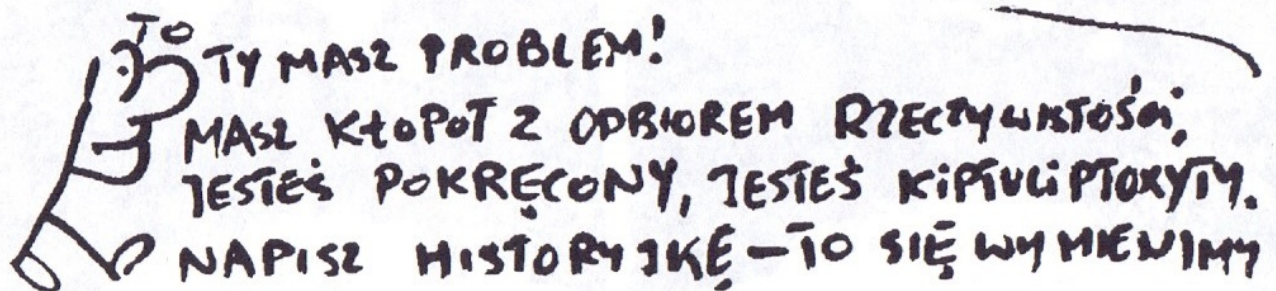 TO
TY MASZ PROBLEM!
MASZ KŁOPOT Z ODBIOREM RZECZYWISTOŚCI,
JESTEŚ POKRĘCONY, JESTEŚ KIPTULIPTOXYTY.
NAPISZ HISTORYJKĘ – TO SIĘ WYMIENIMY